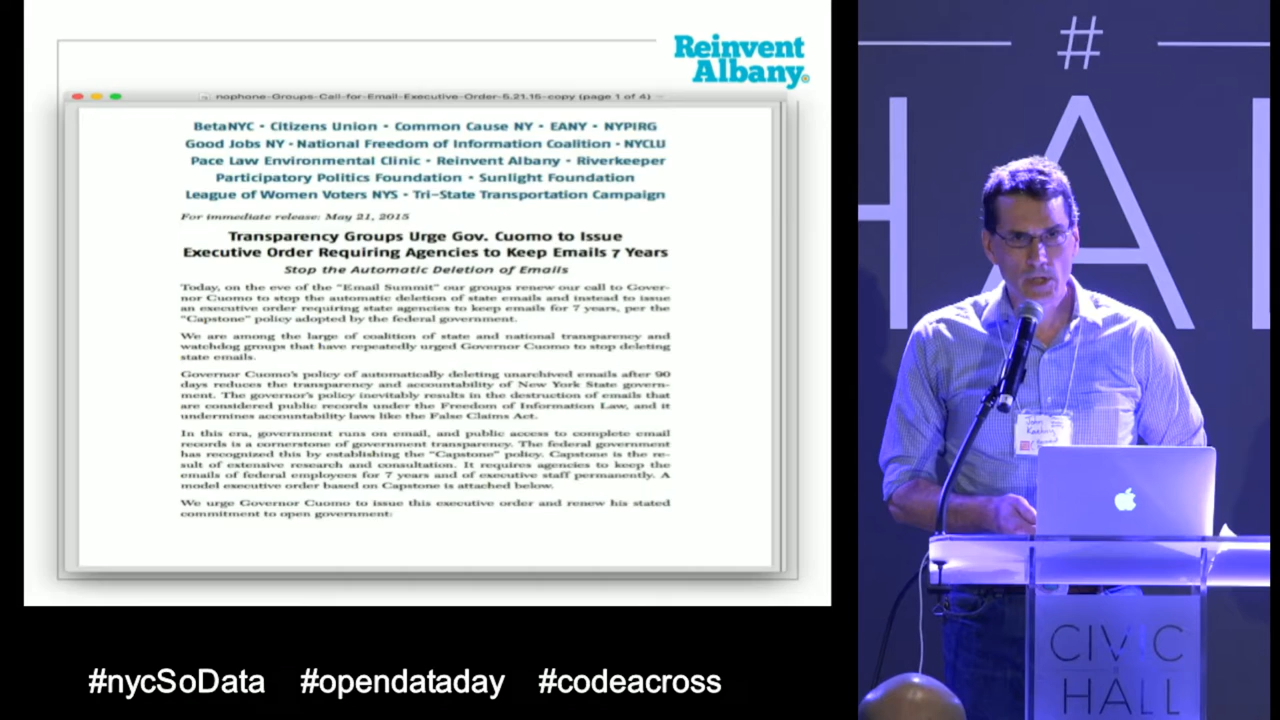 Reinvent
Albany
nophone-Groups-Call-for-Email-Executive-Order-5.21.15-copy (page 1 of 4)
BetaNYC • Citizens Union • Common Cause NY • EANY • NYPIRG
Good Jobs NY • National Freedom of Information Coalition • NYCLU
Pace Law Environmental Clinic • Reinvent Albany • Riverkeeper
Participatory Politics Foundation • Sunlight Foundation
League of Women Voters NYS • Tri-State Transportation Campaign
For immediate release: May 21, 2015
Transparency Groups Urge Gov. Cuomo to Issue
Executive Order Requiring Agencies to Keep Emails 7 Years
Stop the Automatic Deletion of Emails
Today, on the eve of the "Email Summit" our groups renew our call to Gover-
nor Cuomo to stop the automatic deletion of state emails and instead to issue
an executive order requiring state agencies to keep emails for 7 years, per the
"Capstone" policy adopted by the federal government.
We are among the large of coalition of state and national transparency and
watchdog groups that have repeatedly urged Governor Cuomo to stop deleting
state emails.
Governor Cuomo's policy of automatically deleting unarchived emails after 90
days reduces the transparency and accountability of New York State govern-
ment. The governor's policy inevitably results in the destruction of emails that
are considered public records under the Freedom of Information Law, and it
undermines accountability laws like the False Claims Act.
In this era, government runs on email, and public access to complete email
records is a cornerstone of government transparency. The federal government
has recognized this by establishing the "Capstone" policy. Capstone is the re-
sult of extensive research and consultation. It requires agencies to keep the
emails of federal employees for 7 years and of executive staff permanently. A
model executive order based on Capstone is attached below.
We urge Governor Cuomo to issue this executive order and renew his stated
commitment to open government:
#nycSoData #opendataday #codeacross
#
HAL
John
CIVIC
HALL